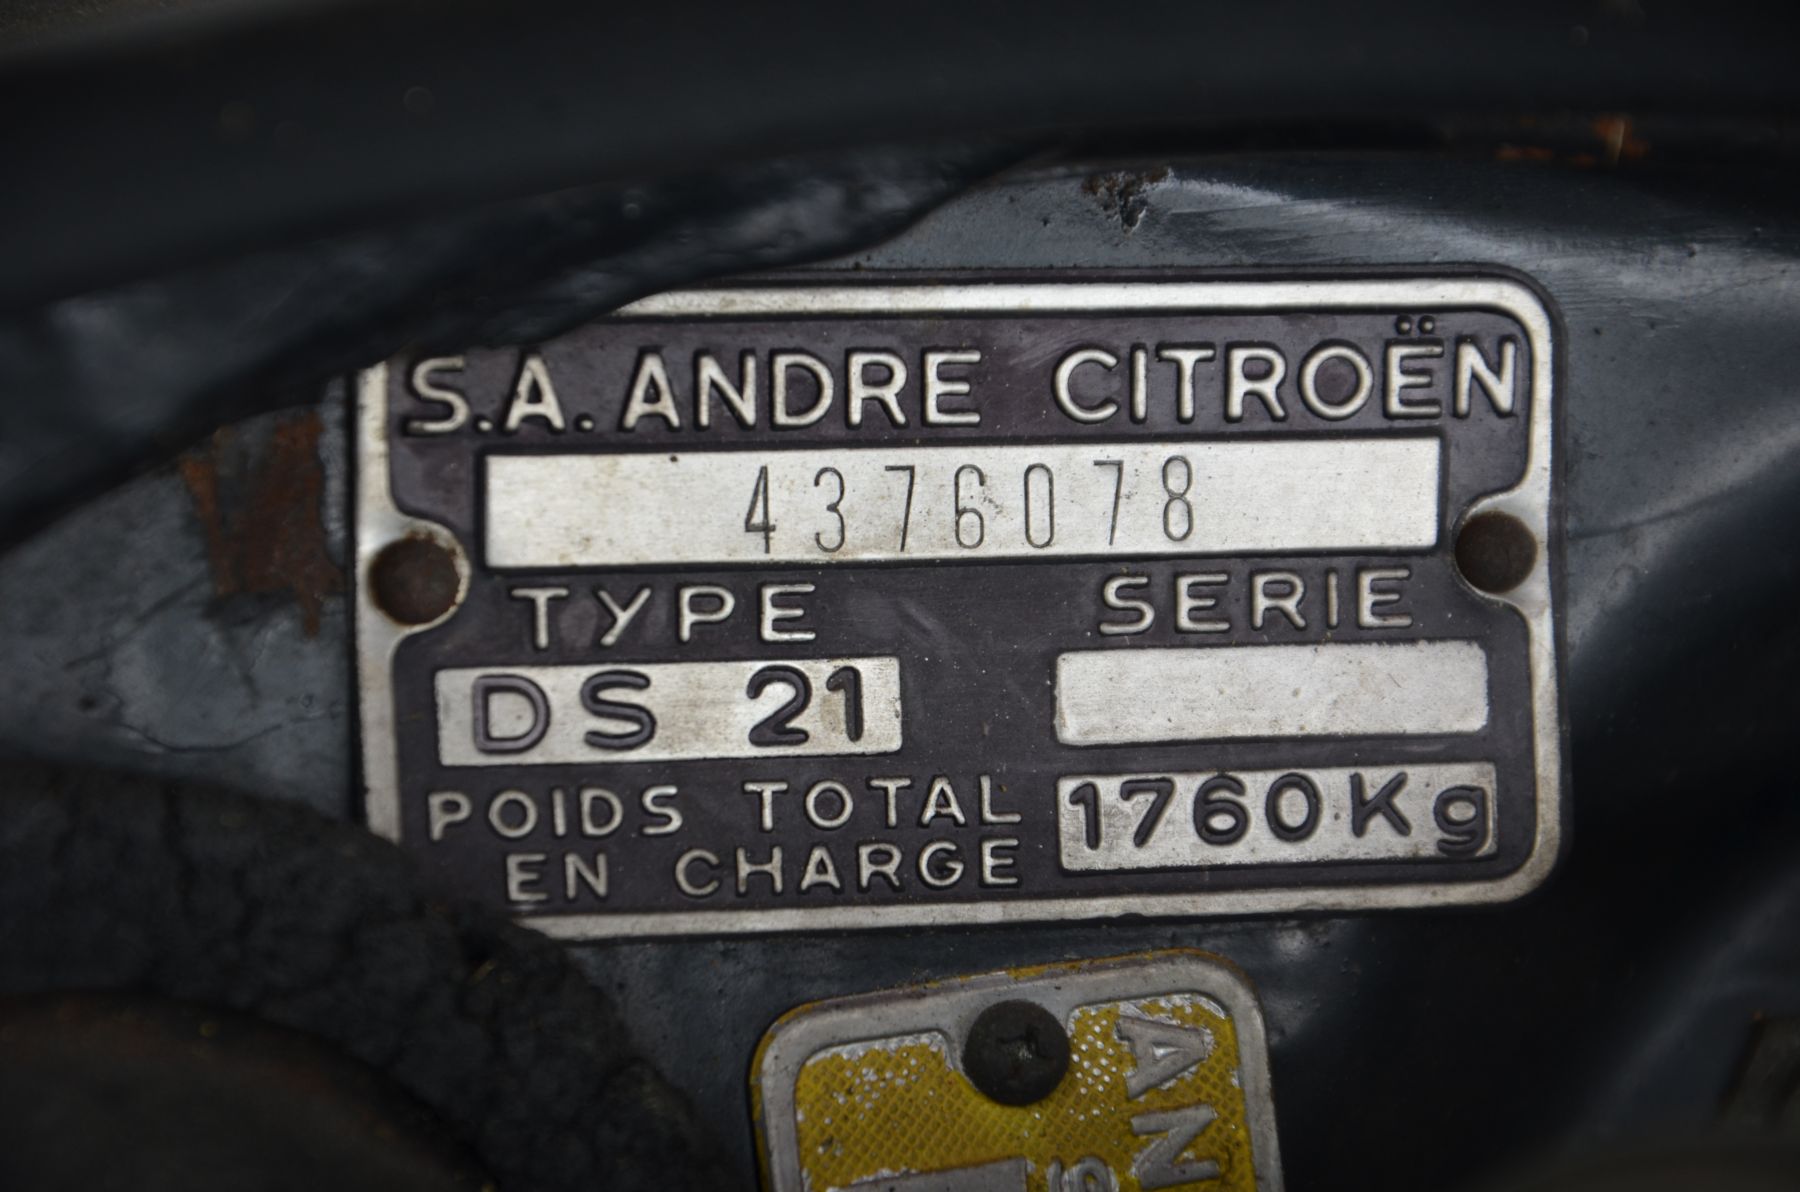 S.A. ANDRE CITROËN
4376078
TYPE SERIE
DS 21
POIDS TOTAL 1760Kg
EN CHARGE